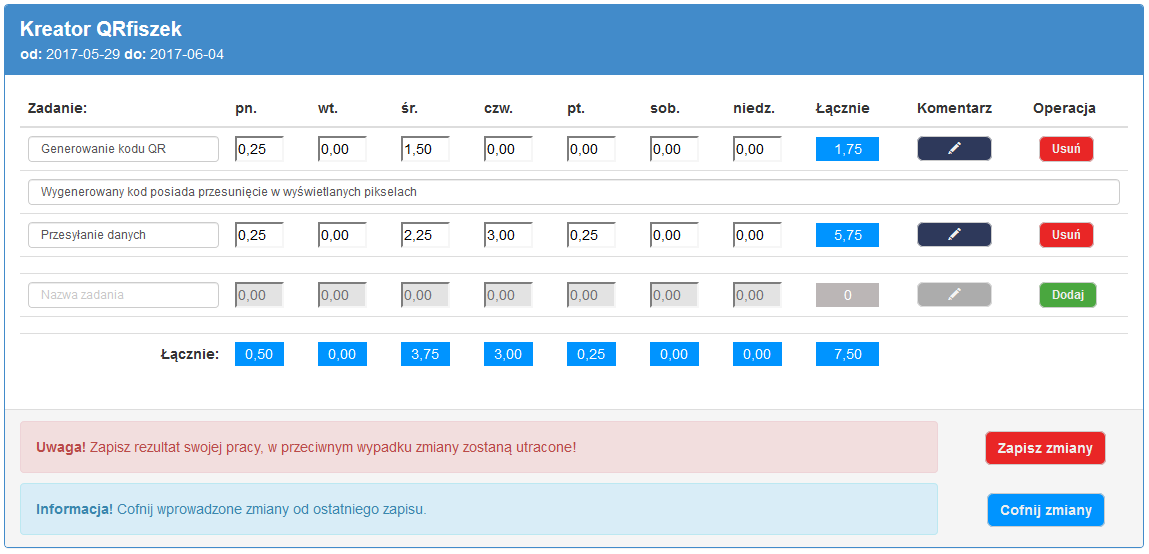 Kreator QRfiszek
od: 2017-05-29 do: 2017-06-04
Zadanie: pn. wt. śr. czw. pt. sob. niedz. Łącznie Komentarz Operacja
Generowanie kodu QR 0,25 0,00 1,50 0,00 0,00 0,00 0,00 1,75 Usuń
Wygenerowany kod posiada przesunięcie w wyświetlanych pikselach
Przesyłanie danych 0,25 0,00 2,25 3,00 0,25 0,00 0,00 5,75 Usuń
Nazwa zadania 0,00 0,00 0,00 0,00 0,00 0,00 0,00 0 Dodaj
Łącznie: 0,50 0,00 3,75 3,00 0,25 0,00 0,00 7,50
Uwaga! Zapisz rezultat swojej pracy, w przeciwnym wypadku zmiany zostaną utracone! Zapisz zmiany
Informacja! Cofnij wprowadzone zmiany od ostatniego zapisu. Cofnij zmiany